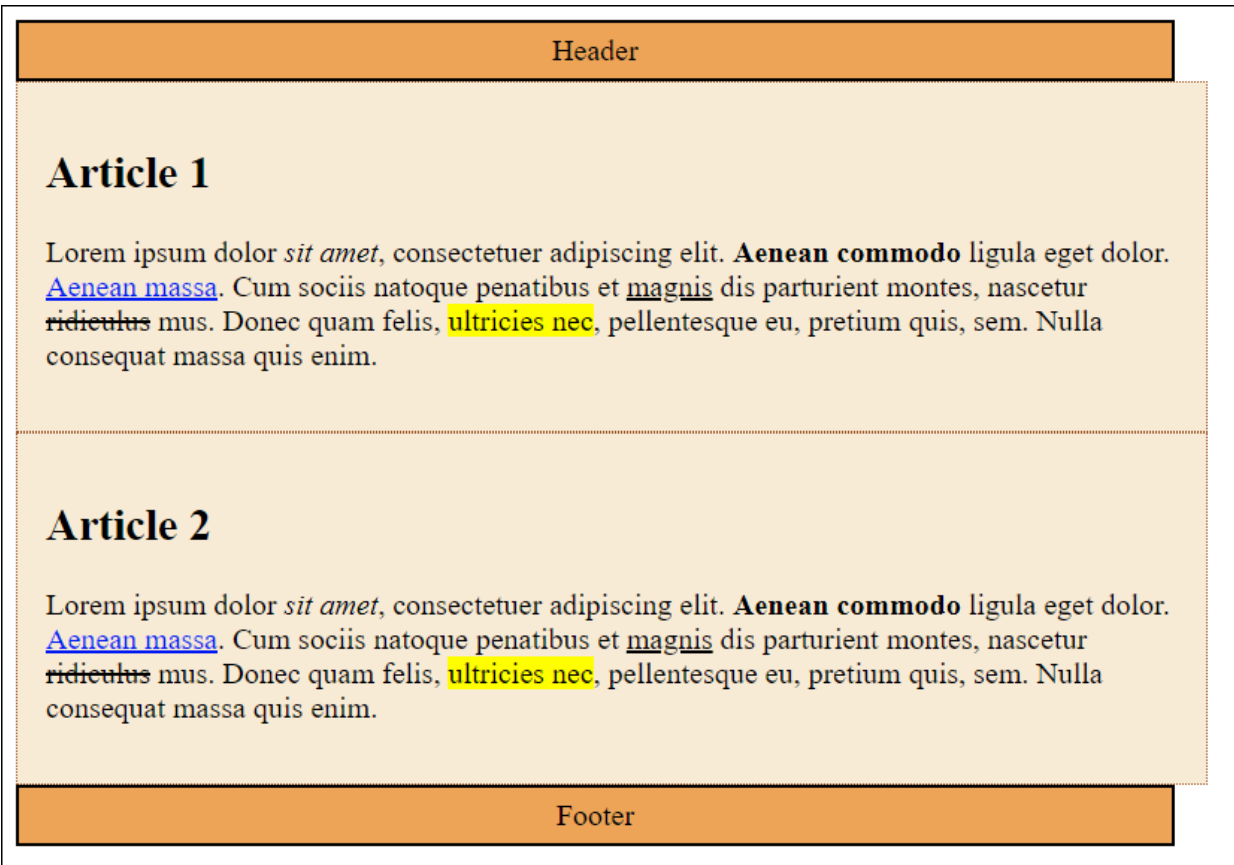 Header
Article 1
Lorem ipsum dolor sit amet, consectetuer adipiscing elit. Aenean commodo ligula eget dolor.
Aenean massa. Cum sociis natoque penatibus et magnis dis parturient montes, nascetur
ridiculus mus. Donec quam felis, ultricies nec, pellentesque eu, pretium quis, sem. Nulla
consequat massa quis enim.
Article 2
Lorem ipsum dolor sit amet, consectetuer adipiscing elit. Aenean commodo ligula eget dolor.
Aenean massa. Cum sociis natoque penatibus et magnis dis parturient montes, nascetur
ridiculus mus. Donec quam felis, ultricies nec, pellentesque eu, pretium quis, sem. Nulla
consequat massa quis enim.
Footer